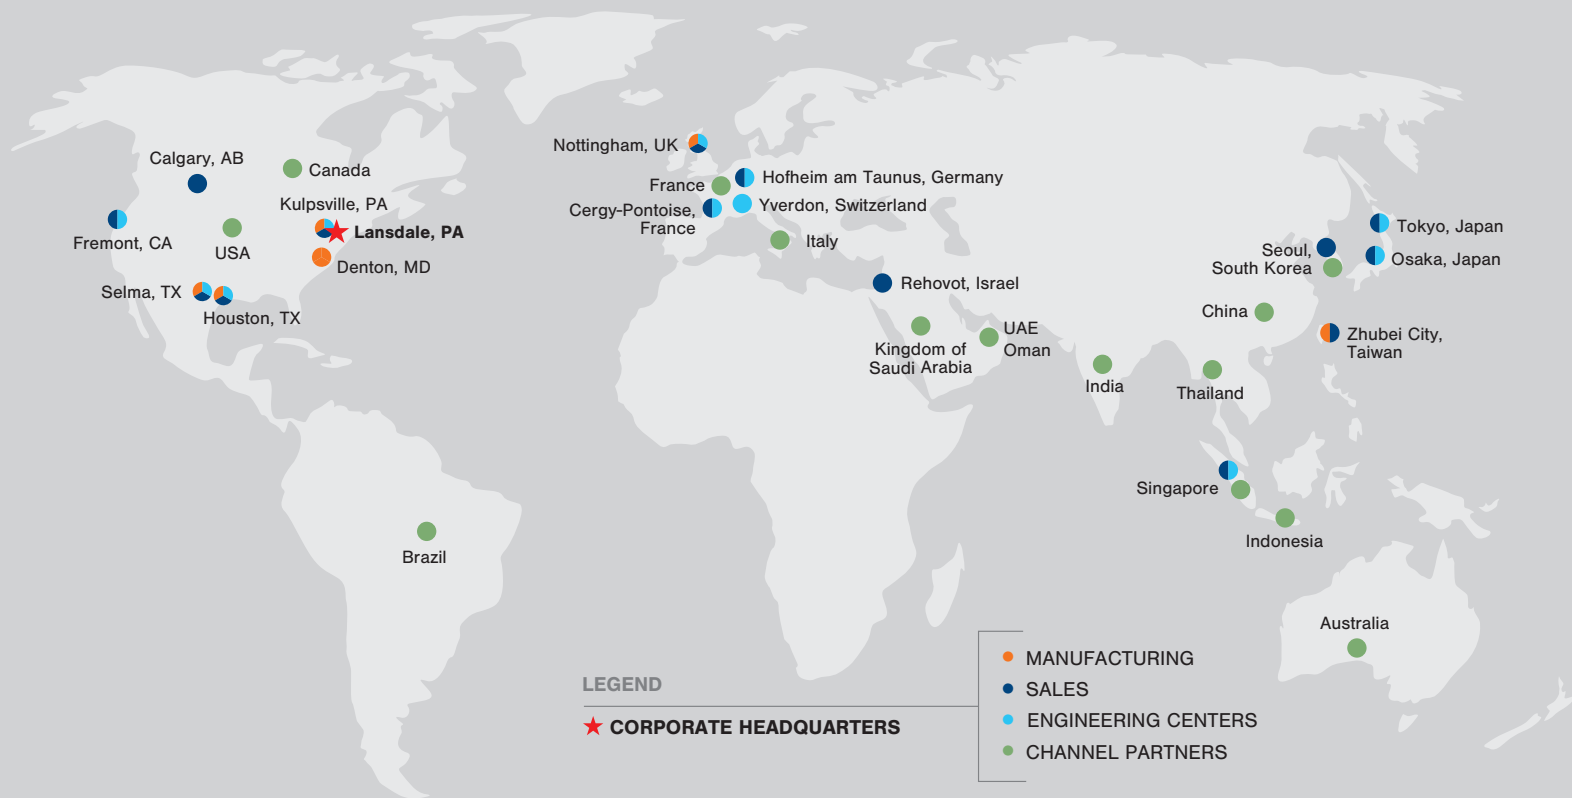 Calgary, AB
Canada
Kulpsville, PA
Lansdale, PA
Fremont, CA
USA
Denton, MD
Selma, TX
Houston, TX
Brazil
Nottingham, UK
France
Hofheim am Taunus, Germany
Cergy-Pontoise,
France
Yverdon, Switzerland
Italy
Rehovot, Israel
Kingdom of
Saudi Arabia
UAE
Oman
India
Thailand
China
Seoul,
South Korea
Tokyo, Japan
Osaka, Japan
Zhubei City,
Taiwan
Singapore
Indonesia
Australia
LEGEND
CORPORATE HEADQUARTERS
MANUFACTURING
SALES
ENGINEERING CENTERS
CHANNEL PARTNERS